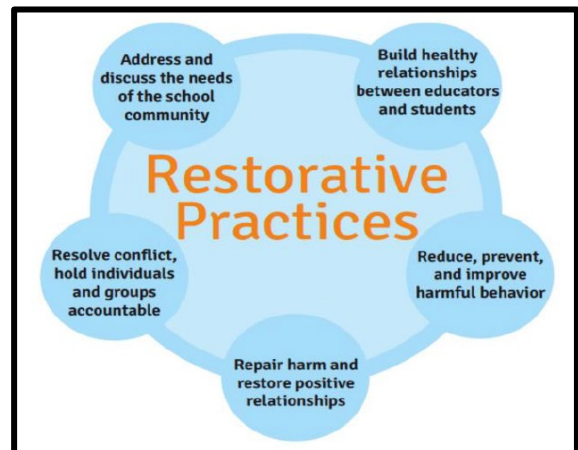 Address and
discuss the needs
of the school
community
Build healthy
relationships
between educators
and students
Restorative
Practices
Resolve conflict,
hold individuals
and groups
accountable
Reduce, prevent,
and improve
harmful behavior
Repair harm and
restore positive
relationships